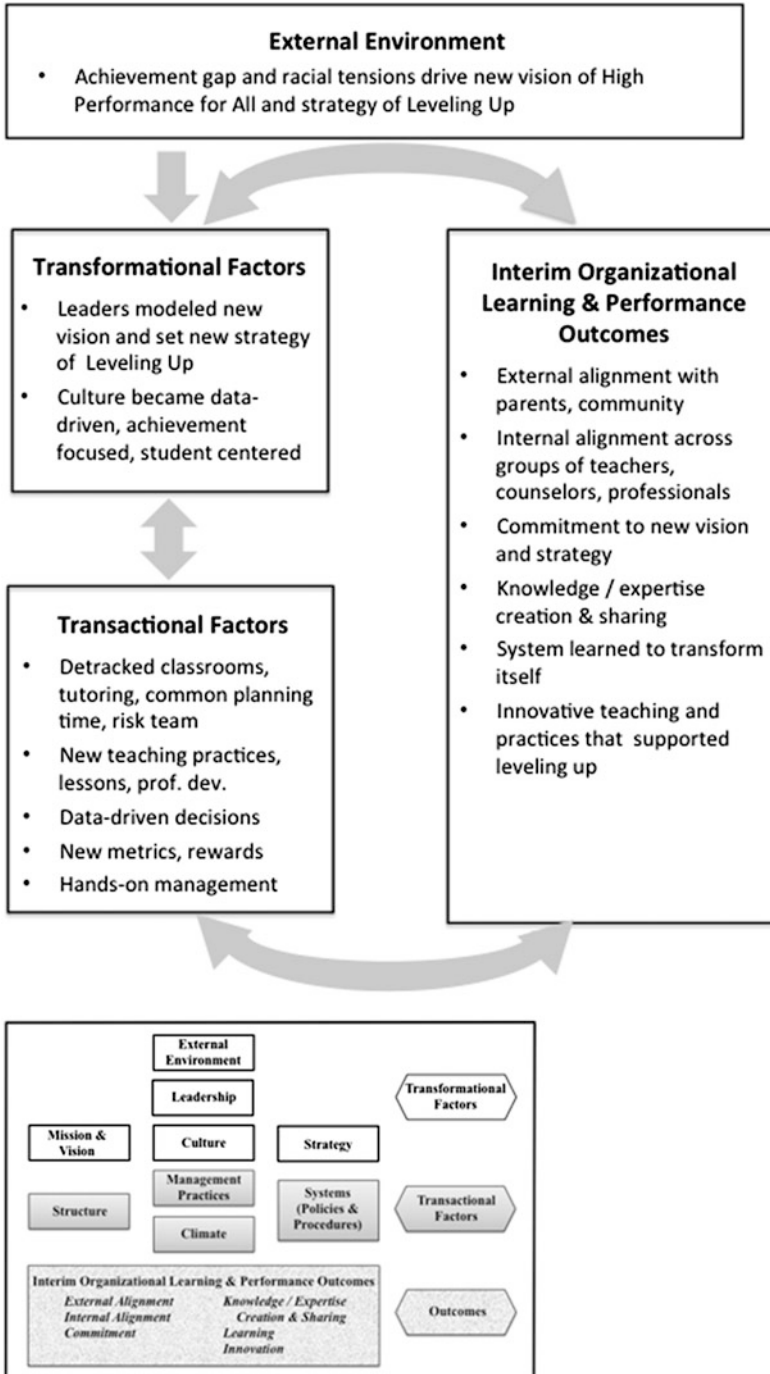 External Environment
• Achievement gap and racial tensions drive new vision of High
Performance for All and strategy of Leveling Up
Transformational Factors
• Leaders modeled new
vision and set new strategy
of Leveling Up
• Culture became data-
driven, achievement
focused, student centered
Transactional Factors
• Detracked classrooms,
tutoring, common planning
time, risk team
• New teaching practices,
lessons, prof. dev.
• Data-driven decisions
• New metrics, rewards
• Hands-on management
Interim Organizational
Learning & Performance
Outcomes
• External alignment with
parents, community
• Internal alignment across
groups of teachers,
counselors, professionals
• Commitment to new vision
and strategy
• Knowledge / expertise
creation & sharing
• System learned to transform
itself
• Innovative teaching and
practices that supported
leveling up
External
Environment
Leadership
Transformational
Factors
Mission &
Vision
Culture
Strategy
Management
Practices
Structure
Systems
(Policies &
Procedures)
Transactional
Factors
Climate
Interim Organizational Learning & Performance Outcomes
External Alignment
Internal Alignment
Commitment
Knowledge / Expertise
Creation & Sharing
Learning
Innovation
Outcomes